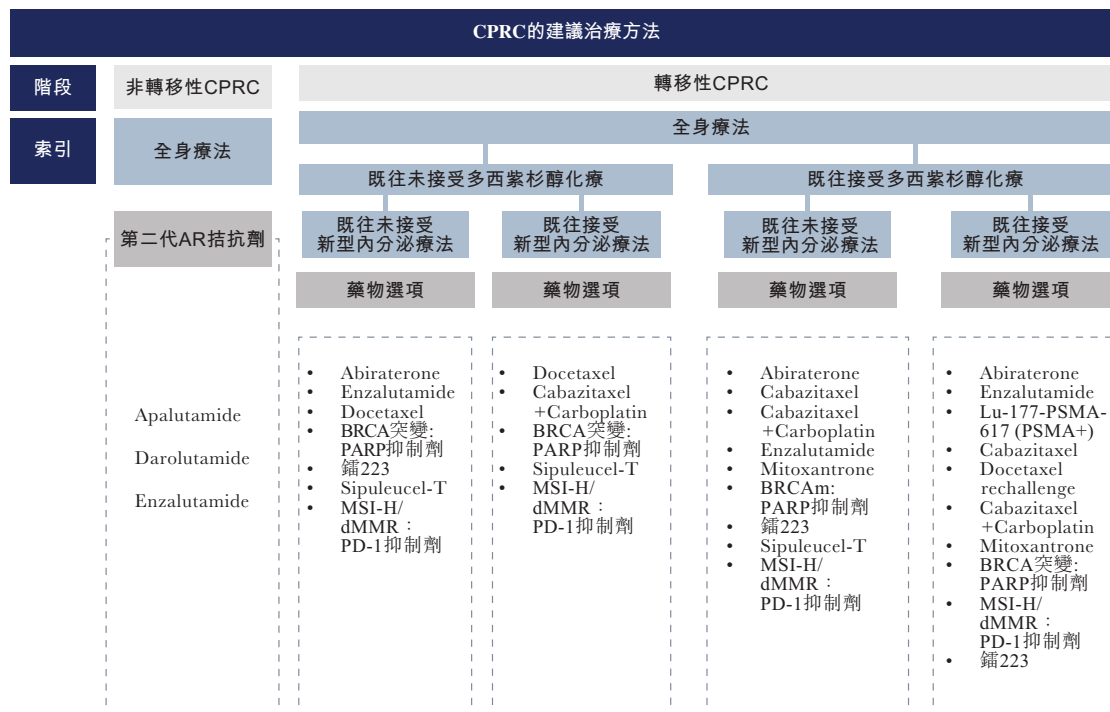 CPRC的建議治療方法
階段
非轉移性CPRC
轉移性CPRC
索引
全身療法
全身療法
既往未接受多西紫杉醇化療
既往接受多西紫杉醇化療
第二代AR拮抗劑
既往未接受
新型內分泌療法
既往接受
新型內分泌療法
既往未接受
新型內分泌療法
既往接受
新型內分泌療法
藥物選項
藥物選項
藥物選項
藥物選項
Apalutamide
Darolutamide
Enzalutamide
• Abiraterone
• Enzalutamide
• Docetaxel
• BRCA突變:
PARP抑制劑
• 鐳223
• Sipuleucel-T
• MSI-H/
dMMR：
PD-1抑制劑
• Docetaxel
• Cabazitaxel
+Carboplatin
• BRCA突變:
PARP抑制劑
• Sipuleucel-T
• MSI-H/
dMMR：
PD-1抑制劑
• Abiraterone
• Cabazitaxel
• Cabazitaxel
+Carboplatin
• Enzalutamide
• Mitoxantrone
• BRCAm:
PARP抑制劑
• 鐳223
• Sipuleucel-T
• MSI-H/
dMMR：
PD-1抑制劑
• Abiraterone
• Enzalutamide
• Lu-177-PSMA-
617 (PSMA+)
• Cabazitaxel
• Docetaxel
rechallenge
• Cabazitaxel
+Carboplatin
• Mitoxantrone
• BRCA突變:
PARP抑制劑
• MSI-H/
dMMR：
PD-1抑制劑
• 鐳223